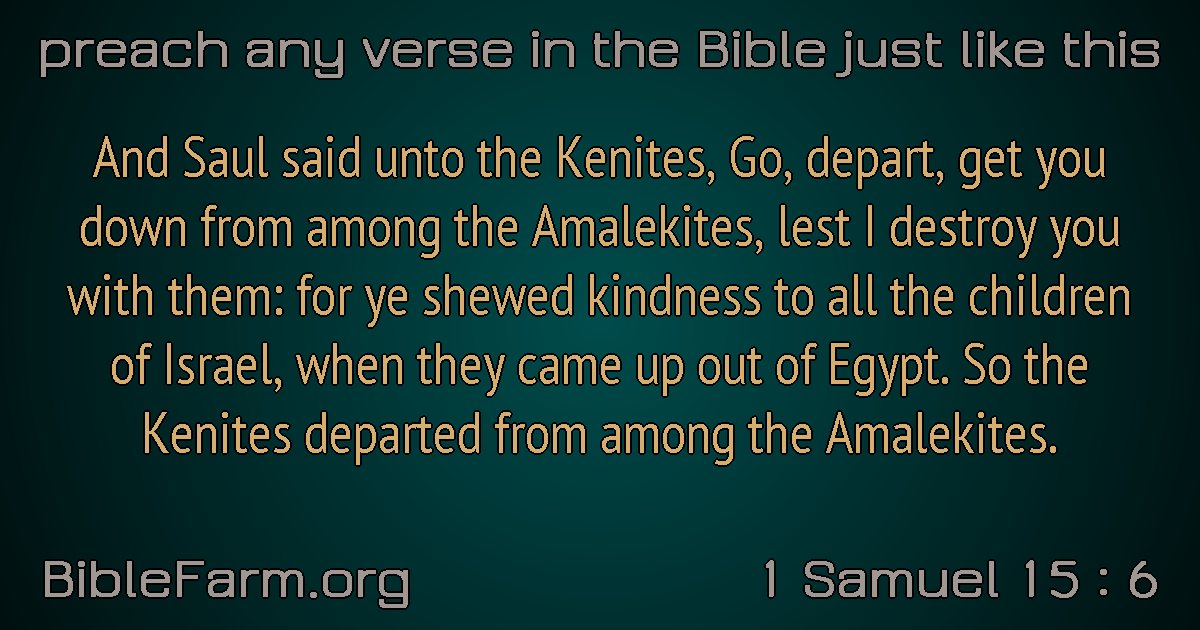 preach any verse in the Bible just like this
And Saul said unto the Kenites, Go, depart, get you
down from among the Amalekites, lest I destroy you
with them: for ye shewed kindness to all the children
of Israel, when they came up out of Egypt. So the
Kenites departed from among the Amalekites.
BibleFarm.org
1 Samuel 15 : 6